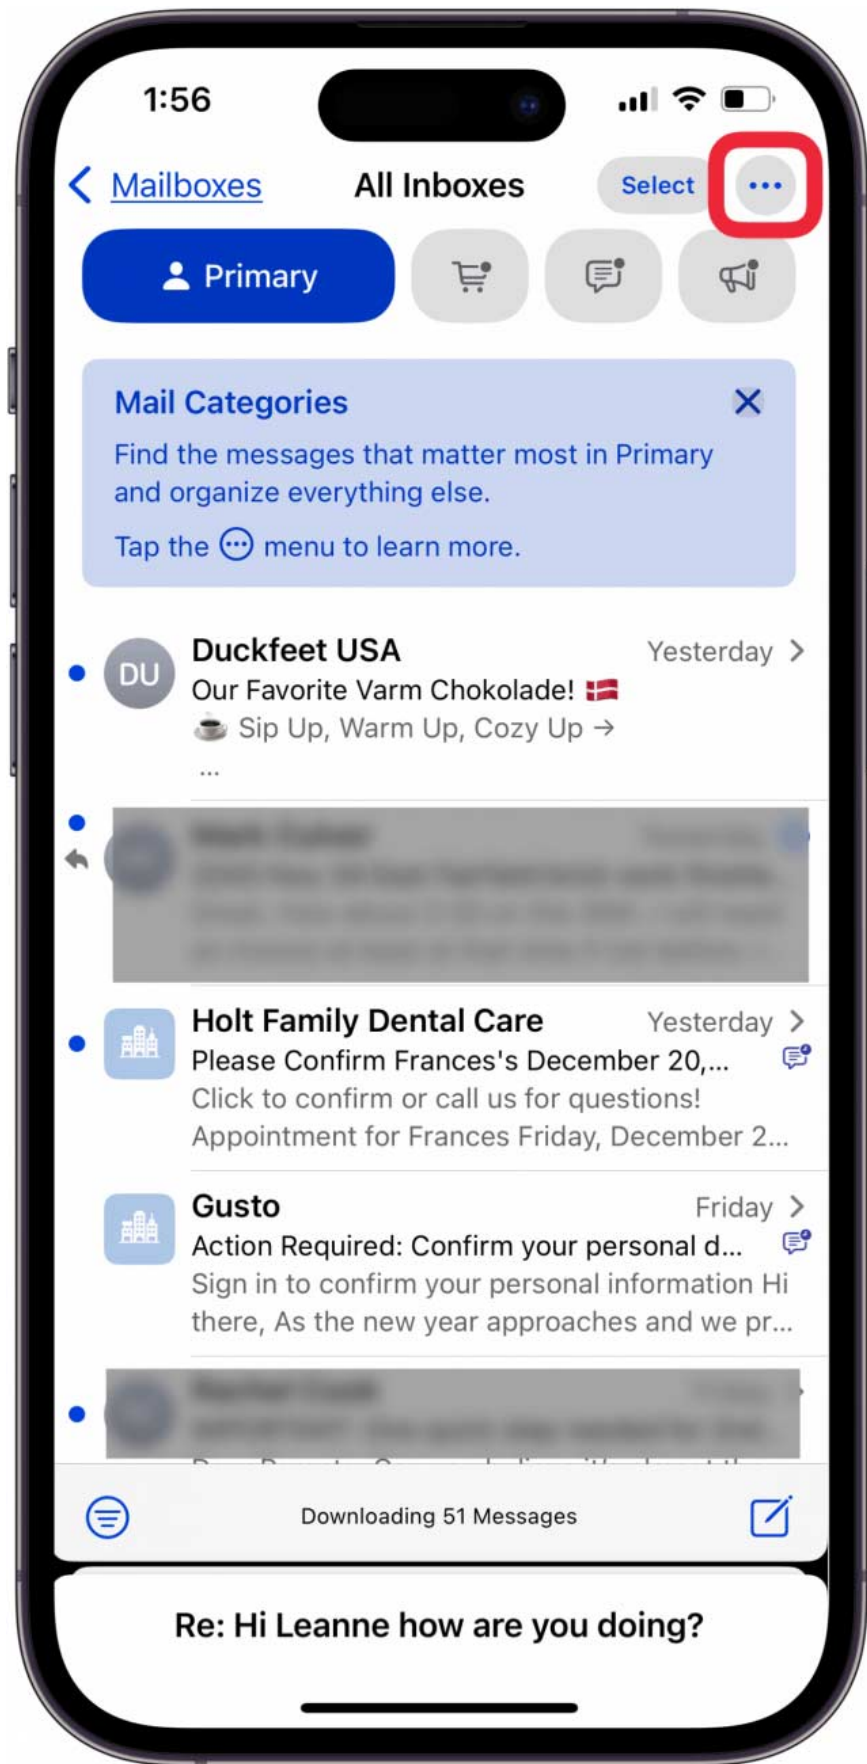 1:56
Mailboxes
All Inboxes
Select
Primary
Mail Categories
Find the messages that matter most in Primary
and organize everything else.
Tap the menu to learn more.
DU
Duckfeet USA
Yesterday
Our Favorite Varm Chokolade! 🇩🇰
☕ Sip Up, Warm Up, Cozy Up →
...
Holt Family Dental Care
Yesterday
Please Confirm Frances's December 20,...
Click to confirm or call us for questions!
Appointment for Frances Friday, December 2...
Gusto
Friday
Action Required: Confirm your personal d...
Sign in to confirm your personal information Hi
there, As the new year approaches and we pr...
Downloading 51 Messages
Re: Hi Leanne how are you doing?